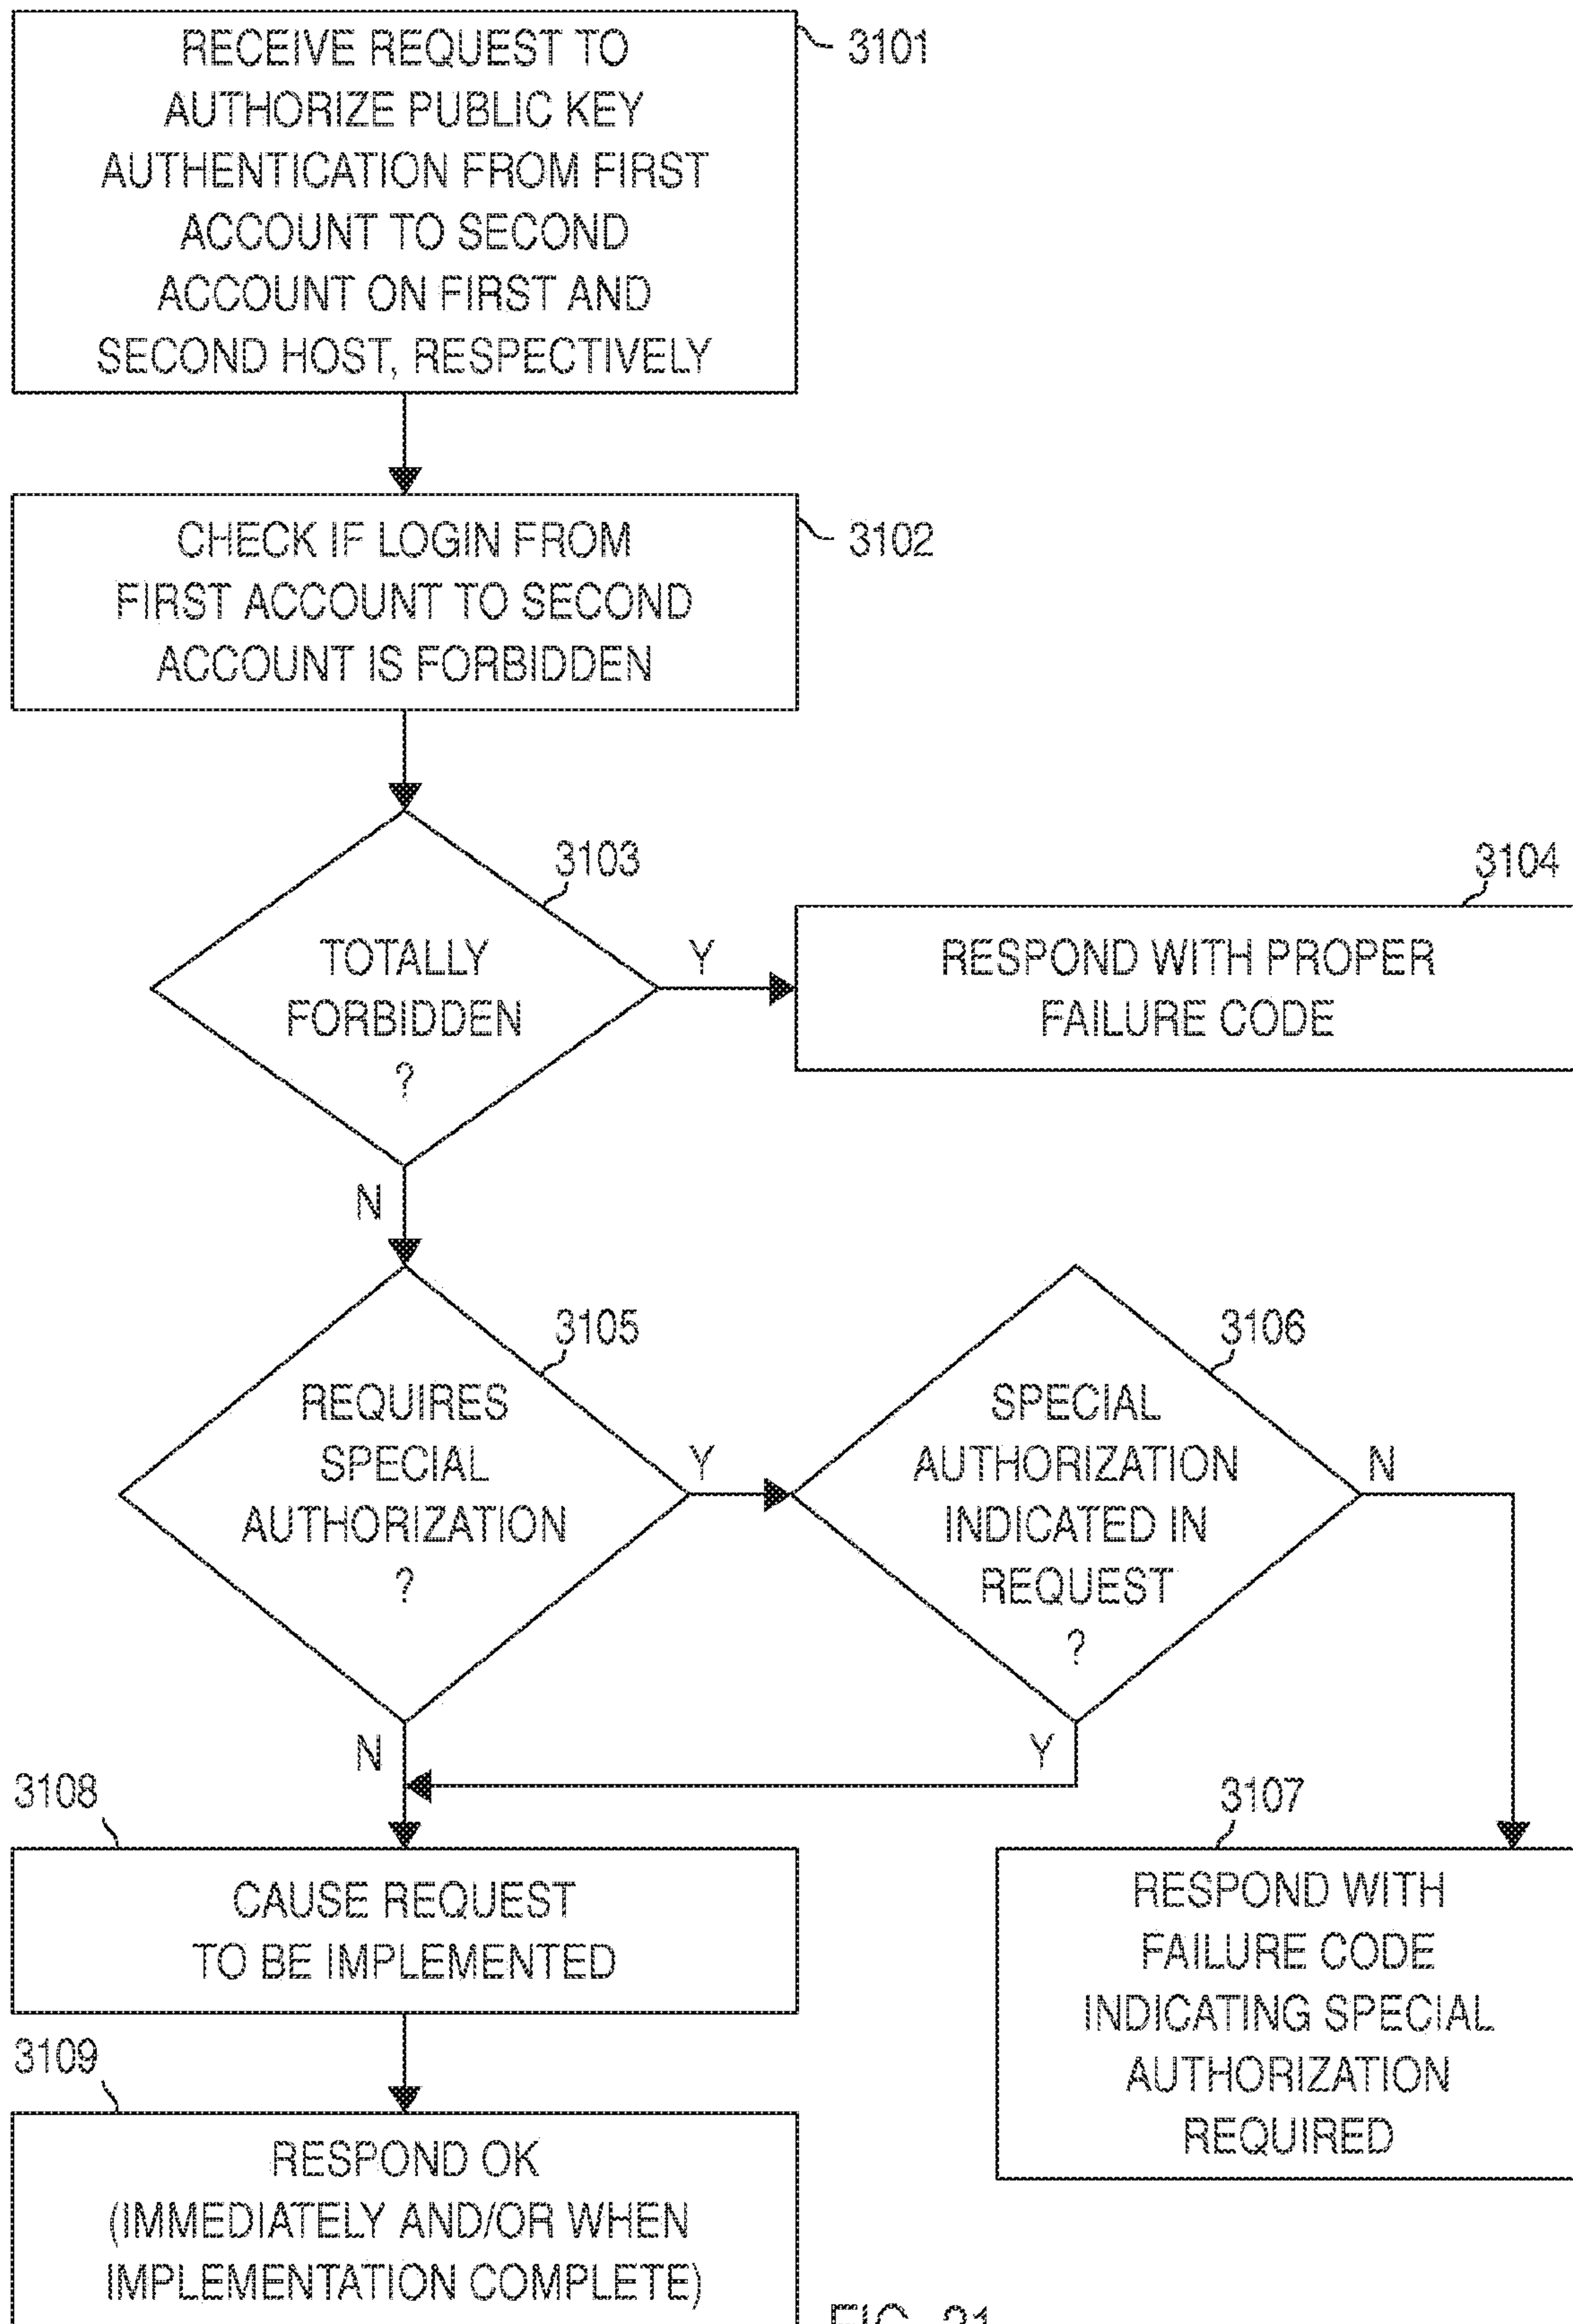 RECEIVE REQUEST TO
AUTHORIZE PUBLIC KEY
AUTHENTICATION FROM FIRST
ACCOUNT TO SECOND
ACCOUNT ON FIRST AND
SECOND HOST, RESPECTIVELY
3101
CHECK IF LOGIN FROM
FIRST ACCOUNT TO SECOND
ACCOUNT IS FORBIDDEN
3102
3103
TOTALLY
FORBIDDEN
?
Y
N
3104
RESPOND WITH PROPER
FAILURE CODE
3105
REQUIRES
SPECIAL
AUTHORIZATION
?
Y
N
3106
SPECIAL
AUTHORIZATION
INDICATED IN
REQUEST
?
N
Y
3107
RESPOND WITH
FAILURE CODE
INDICATING SPECIAL
AUTHORIZATION
REQUIRED
3108
CAUSE REQUEST
TO BE IMPLEMENTED
3109
RESPOND OK
(IMMEDIATELY AND/OR WHEN
IMPLEMENTATION COMPLETE)
FIG. 31